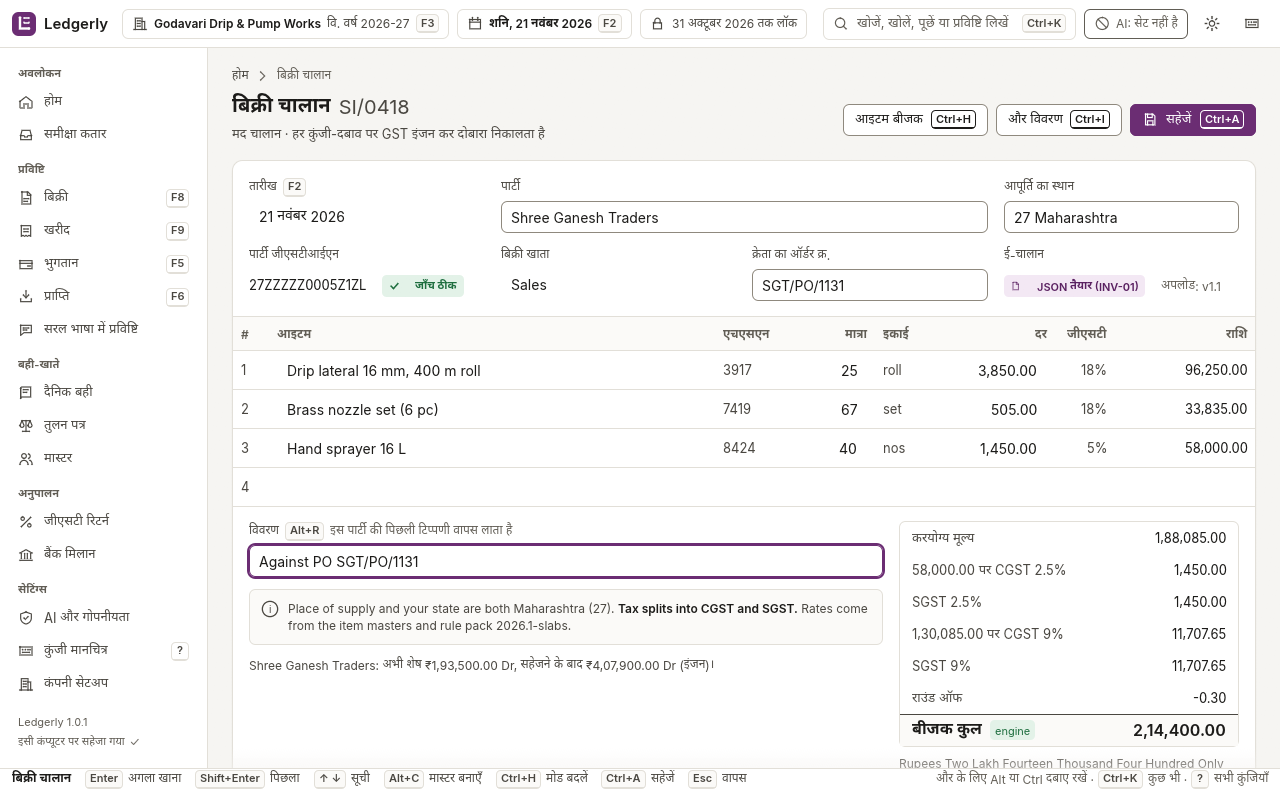 Ledgerly
Godavari Drip & Pump Works वि. वर्ष 2026-27 F3
शनि, 21 नवंबर 2026 F2
31 अक्टूबर 2026 तक लॉक
खोजें, खोलें, पूछें या प्रविष्टि लिखें Ctrl+K
AI: सेट नहीं है
अवलोकन
होम
समीक्षा कतार
प्रविष्टि
बिक्री F8
खरीद F9
भुगतान F5
प्राप्ति F6
सरल भाषा में प्रविष्टि
बही-खाते
दैनिक बही
तुलन पत्र
मास्टर
अनुपालन
जीएसटी रिटर्न
बैंक मिलान
सेटिंग्स
AI और गोपनीयता
कुंजी मानचित्र ?
कंपनी सेटअप
Ledgerly 1.0.1
इसी कंप्यूटर पर सहेजा गया
होम > बिक्री चालान
बिक्री चालान SI/0418
मद चालान · हर कुंजी-दबाव पर GST इंजन कर दोबारा निकालता है
आइटम बीजक Ctrl+H
और विवरण Ctrl+I
सहेजें Ctrl+A
तारीख F2 पार्टी आपूर्ति का स्थान
21 नवंबर 2026 Shree Ganesh Traders 27 Maharashtra
पार्टी जीएसटीआईएन बिक्री खाता क्रेता का ऑर्डर क्र. ई-चालान
27ZZZZZ0005Z1ZL जाँच ठीक Sales SGT/PO/1131 JSON तैयार (INV-01) अपलोड: v1.1
# आइटम एचएसएन मात्रा इकाई दर जीएसटी राशि
1 Drip lateral 16 mm, 400 m roll 3917 25 roll 3,850.00 18% 96,250.00
2 Brass nozzle set (6 pc) 7419 67 set 505.00 18% 33,835.00
3 Hand sprayer 16 L 8424 40 nos 1,450.00 5% 58,000.00
4
विवरण Alt+R इस पार्टी की पिछली टिप्पणी वापस लाता है
Against PO SGT/PO/1131
Place of supply and your state are both Maharashtra (27). Tax splits into CGST and SGST. Rates come
from the item masters and rule pack 2026.1-slabs.
Shree Ganesh Traders: अभी शेष ₹1,93,500.00 Dr, सहेजने के बाद ₹4,07,900.00 Dr (इंजन)।
करयोग्य मूल्य 1,88,085.00
58,000.00 पर CGST 2.5% 1,450.00
SGST 2.5% 1,450.00
1,30,085.00 पर CGST 9% 11,707.65
SGST 9% 11,707.65
राउंड ऑफ -0.30
बीजक कुल engine 2,14,400.00
Rupees Two Lakh Fourteen Thousand Four Hundred Only
बिक्री चालान Enter अगला खाना Shift+Enter पिछला ↑ ↓ सूची Alt+C मास्टर बनाएँ Ctrl+H मोड बदलें Ctrl+A सहेजें Esc वापस और के लिए Alt या Ctrl दबाए रखें · Ctrl+K कुछ भी · ? सभी कुंजियाँ